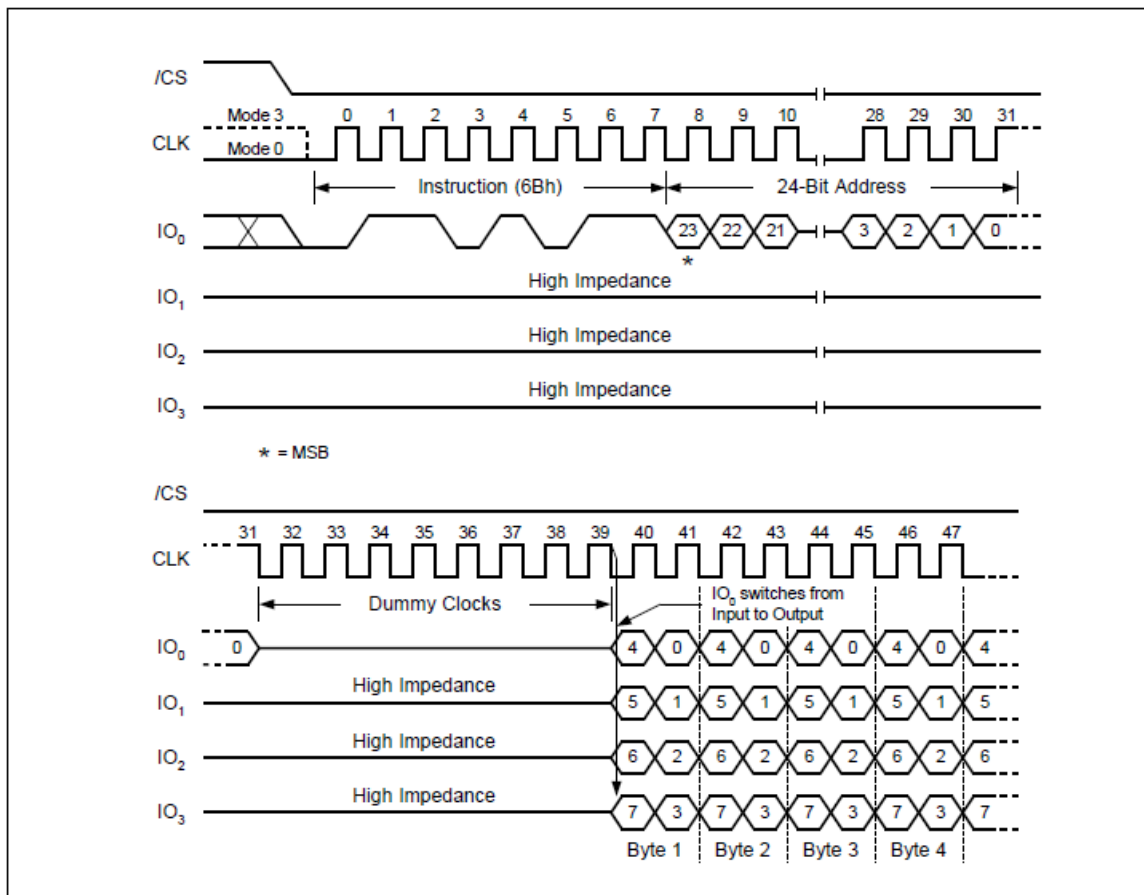 /CS
Mode 3 0 1 2 3 4 5 6 7 8 9 10 28 29 30 31
CLK Mode 0
Instruction (6Bh) 24-Bit Address
IO0 23 22 21 3 2 1 0
*
High Impedance
IO1
High Impedance
IO2
High Impedance
IO3
* = MSB
/CS
31 32 33 34 35 36 37 38 39 40 41 42 43 44 45 46 47
CLK
Dummy Clocks IO0 switches from
Input to Output
IO0 0 4 0 4 0 4 0 4 0 4
High Impedance
IO1 5 1 5 1 5 1 5 1 5
High Impedance
IO2 6 2 6 2 6 2 6 2 6
High Impedance
IO3 7 3 7 3 7 3 7 3 7
Byte 1 Byte 2 Byte 3 Byte 4